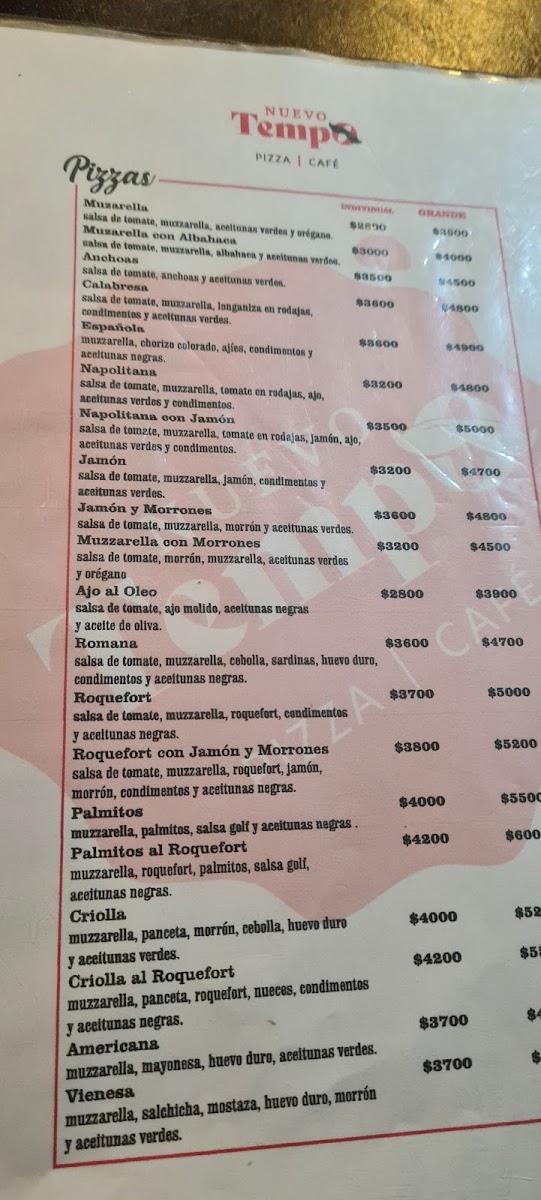 NUEVO
Tempo
PIZZA | CAFÉ
Pizzas
INDIVIDUAL GRANDE
Muzarella $2800 $3900
salsa de tomate, muzzarella, aceitunas verdes y orégano.
Muzarella con Albahaca $3000 $4000
salsa de tomate, muzzarella, albahaca y aceitunas verdes.
Anchoas $3500 $4500
salsa de tomate, anchoas y aceitunas verdes.
Calabresa $3600 $4800
salsa de tomate, muzzarella, longaniza en rodajas,
condimentos y aceitunas verdes.
Española $3600 $4900
muzzarella, chorizo colorado, ajíes, condimentos y
aceitunas negras.
Napolitana $3200 $4800
salsa de tomate, muzzarella, tomate en rodajas, ajo,
aceitunas verdes y condimentos.
Napolitana con Jamón $3500 $5000
salsa de tomate, muzzarella, tomate en rodajas, jamón, ajo,
aceitunas verdes y condimentos.
Jamón $3200 $4700
salsa de tomate, muzzarella, jamón, condimentos y
aceitunas verdes.
Jamón y Morrones $3600 $4800
salsa de tomate, muzzarella, morrón y aceitunas verdes.
Muzzarella con Morrones $3200 $4500
salsa de tomate, morrón, muzzarella, aceitunas verdes
y orégano
Ajo al Oleo $2800 $3900
salsa de tomate, ajo molido, aceitunas negras
y aceite de oliva.
Romana $3600 $4700
salsa de tomate, muzzarella, cebolla, sardinas, huevo duro,
condimentos y aceitunas negras.
Roquefort $3700 $5000
salsa de tomate, muzzarella, roquefort, condimentos
y aceitunas negras.
Roquefort con Jamón y Morrones $3800 $5200
salsa de tomate, muzzarella, roquefort, jamón,
morrón, condimentos y aceitunas negras.
Palmitos $4000 $5500
muzzarella, palmitos, salsa golf y aceitunas negras .
Palmitos al Roquefort $4200 $600
muzzarella, roquefort, palmitos, salsa golf,
aceitunas negras.
Criolla $4000 $52
muzzarella, panceta, morrón, cebolla, huevo duro
y aceitunas verdes.
Criolla al Roquefort $4200 $5
muzzarella, panceta, roquefort, nueces, condimentos
y aceitunas negras.
Americana $3700 $4
muzzarella, mayonesa, huevo duro, aceitunas verdes.
Vienesa $3700 $
muzzarella, salchicha, mostaza, huevo duro, morrón
y aceitunas verdes.
NUEVO
Tempo
PIZZA | CAFÉ